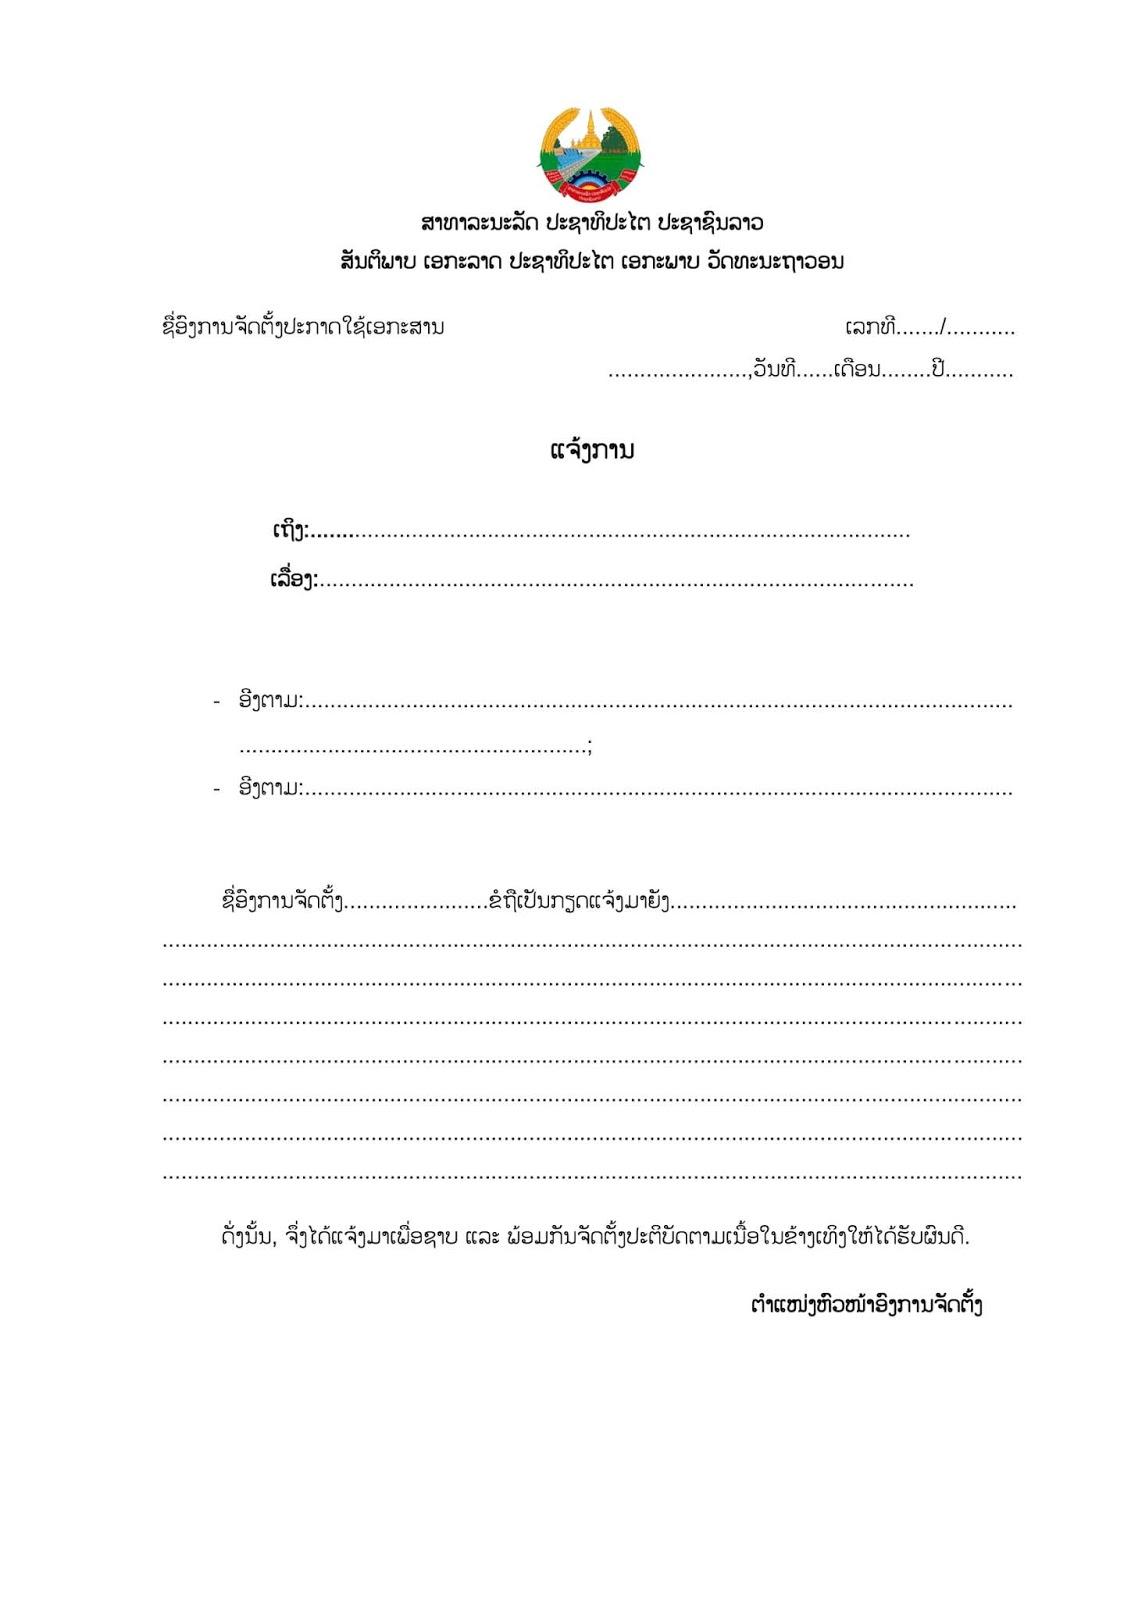 ສາທາລະນະລັດ ປະຊາທິປະໄຕ ປະຊາຊົນລາວ
ສັນຕິພາບ ເອກະລາດ ປະຊາທິປະໄຕ ເອກະພາບ ວັດທະນະຖາວອນ
ຊື່ອົງການຈັດຕັ້ງປະກາດໃຊ້ເອກະສານ ເລກທີ......./...........
......................,ວັນທີ......ເດືອນ........ປີ...........
ແຈ້ງການ
ເຖິງ:...............................................................................................
ເລື່ອງ:..............................................................................................
- ອີງຕາມ:................................................................................................................
.......................................................;
- ອີງຕາມ:................................................................................................................
ຊື່ອົງການຈັດຕັ້ງ.......................ຂໍຖືເປັນກຽດແຈ້ງມາຍັງ.......................................................
........................................................................................................................................
........................................................................................................................................
........................................................................................................................................
........................................................................................................................................
........................................................................................................................................
........................................................................................................................................
........................................................................................................................................
ດັ່ງນັ້ນ, ຈຶ່ງໄດ້ແຈ້ງມາເພື່ອຊາບ ແລະ ພ້ອມກັນຈັດຕັ້ງປະຕິບັດຕາມເນື້ອໃນຂ້າງເທິງໃຫ້ໄດ້ຮັບຜົນດີ.
ຕຳແໜ່ງຫົວໜ້າອົງການຈັດຕັ້ງ